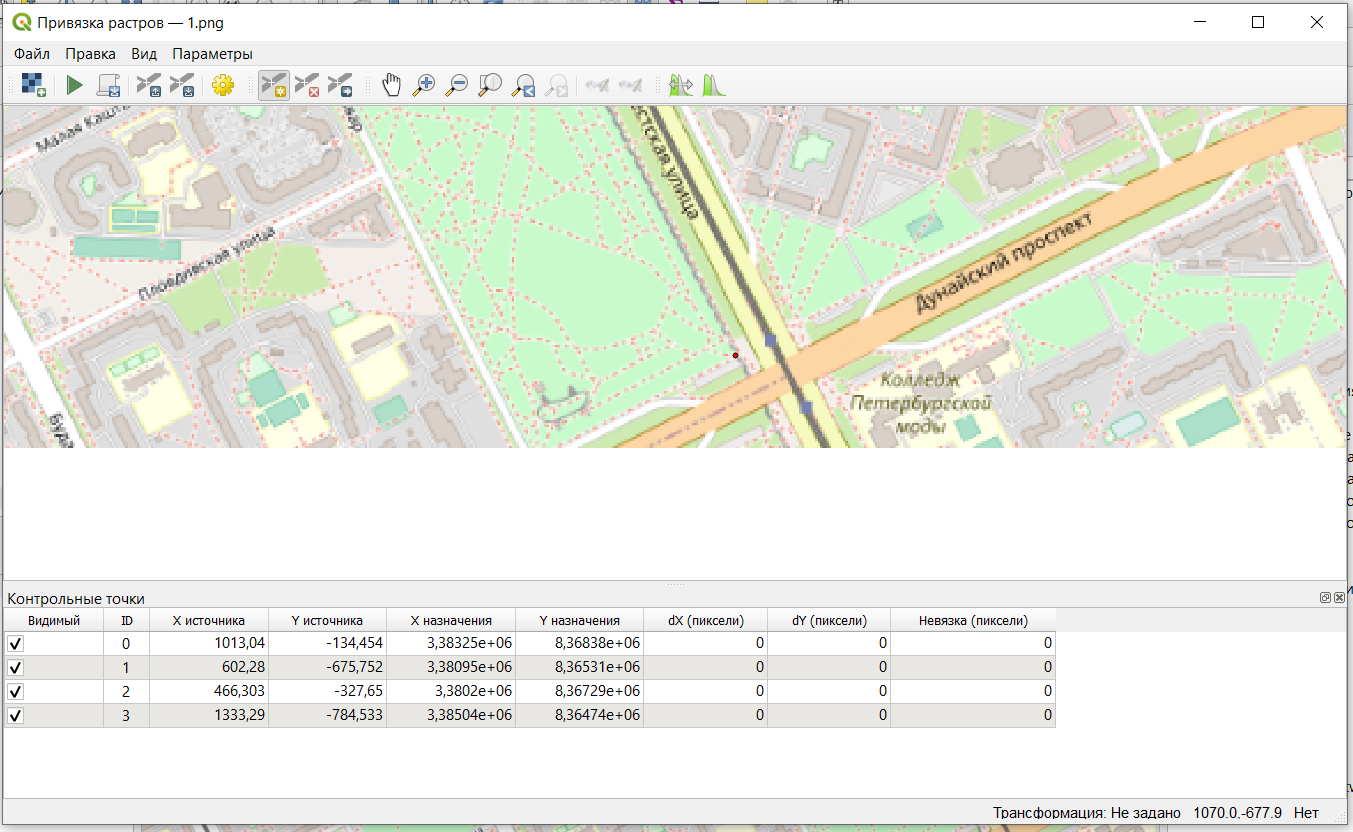 Привязка растров — 1.png
Файл Правка Вид Параметры
Малая
Пловдивская улица
стская улица
Дунайский проспект
Колледж
Петербургской
моды
Контрольные точки
Видимый ID X источника Y источника X назначения Y назначения dX (пиксели) dY (пиксели) Невязка (пиксели)
0 1013,04 -134,454 3,38325e+06 8,36838e+06 0 0 0
1 602,28 -675,752 3,38095e+06 8,36531e+06 0 0 0
2 466,303 -327,65 3,3802e+06 8,36729e+06 0 0 0
3 1333,29 -784,533 3,38504e+06 8,36474e+06 0 0 0
Трансформация: Не задано 1070.0,-677.9 Нет